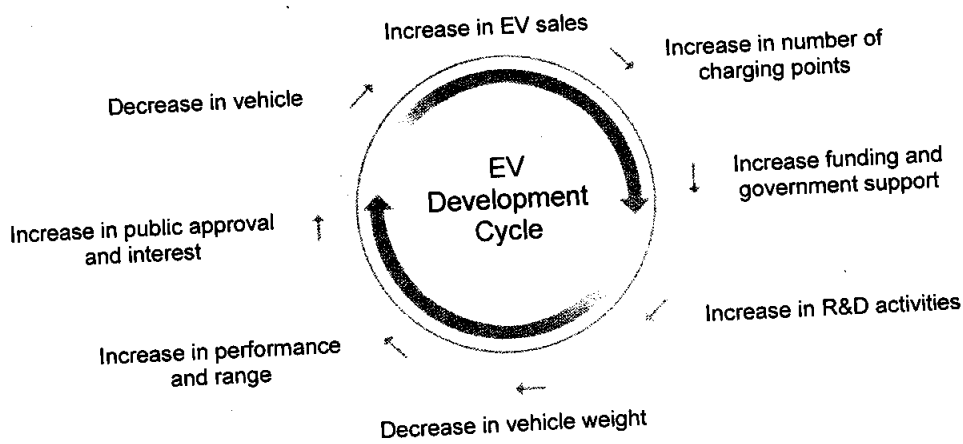 Increase in EV sales
Increase in number of
charging points
Increase funding and
government support
Increase in R&D activities
Decrease in vehicle weight
Increase in performance
and range
Increase in public approval
and interest
Decrease in vehicle
EV
Development
Cycle